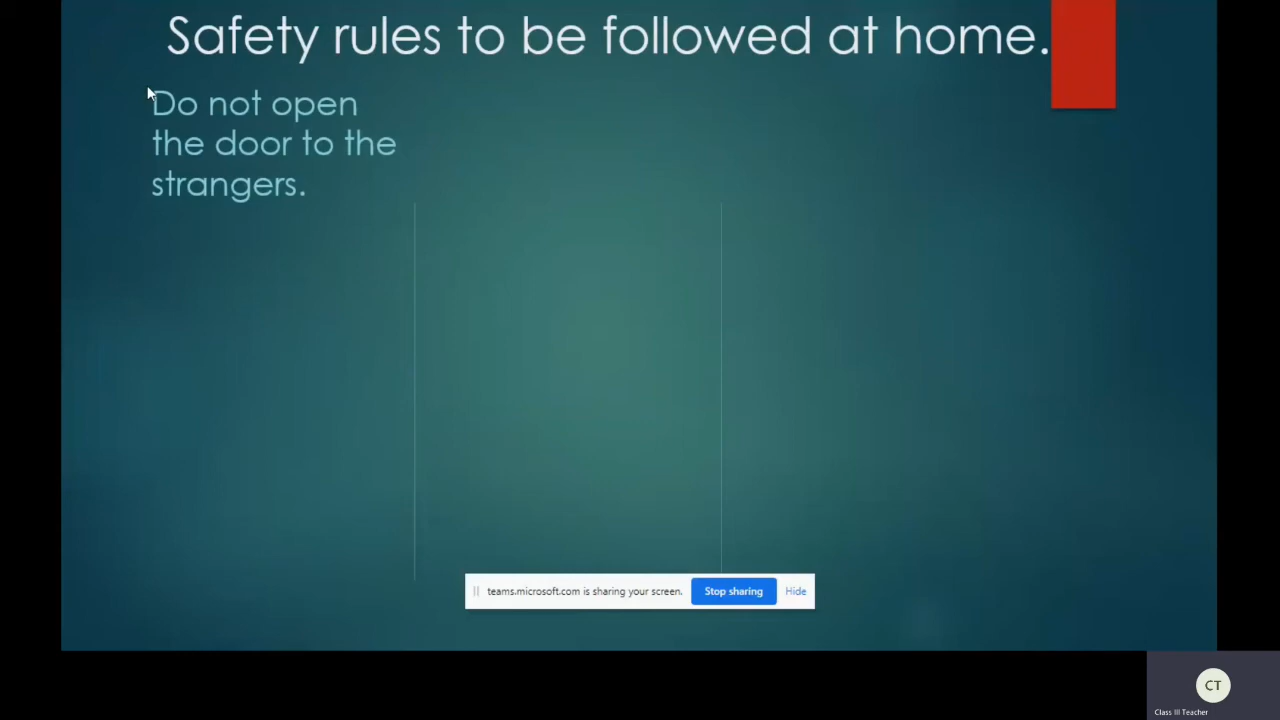 Safety rules to be followed at home.
Do not open
the door to the
strangers.
teams.microsoft.com is sharing your screen. Stop sharing Hide
CT
Class III Teacher